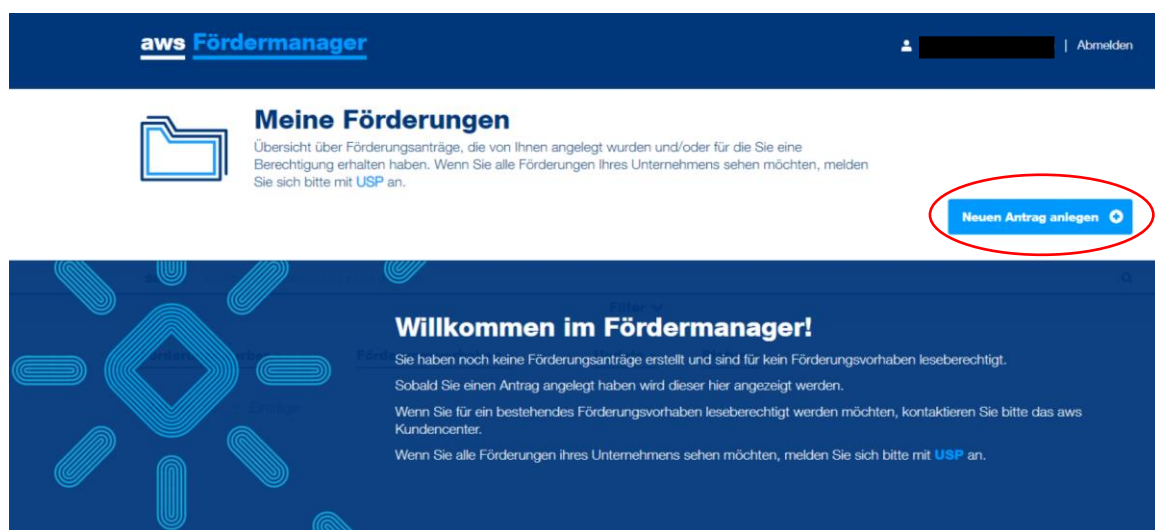 aws Fördermanager
| Abmelden
Meine Förderungen
Übersicht über Förderungsanträge, die von Ihnen angelegt wurden und/oder für die Sie eine
Berechtigung erhalten haben. Wenn Sie alle Förderungen Ihres Unternehmens sehen möchten, melden
Sie sich bitte mit USP an.
Neuen Antrag anlegen
Filter
Willkommen im Fördermanager!
Sie haben noch keine Förderungsanträge erstellt und sind für kein Förderungsvorhaben leseberechtigt.
Sobald Sie einen Antrag angelegt haben wird dieser hier angezeigt werden.
Wenn Sie für ein bestehendes Förderungsvorhaben leseberechtigt werden möchten, kontaktieren Sie bitte das aws
Kundencenter.
Wenn Sie alle Förderungen ihres Unternehmens sehen möchten, melden Sie sich bitte mit USP an.